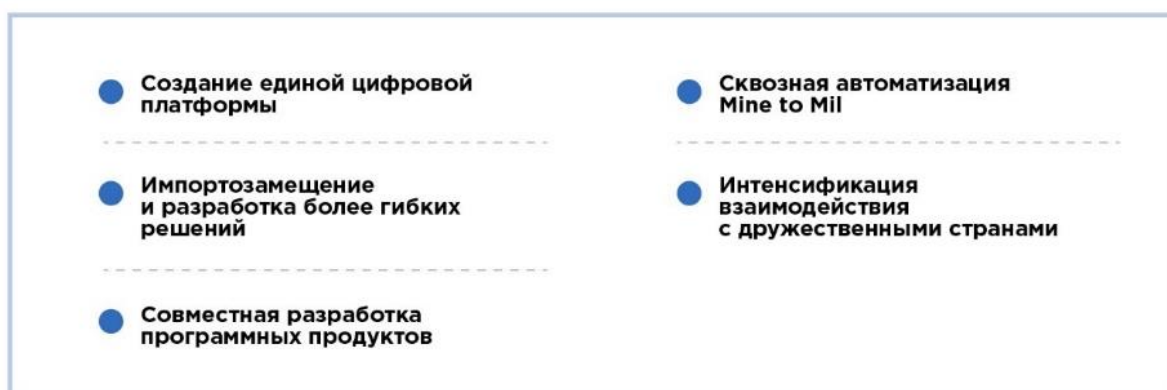 Создание единой цифровой
платформы
Импортозамещение
и разработка более гибких
решений
Совместная разработка
программных продуктов
Сквозная автоматизация
Mine to Mil
Интенсификация
взаимодействия
с дружественными странами